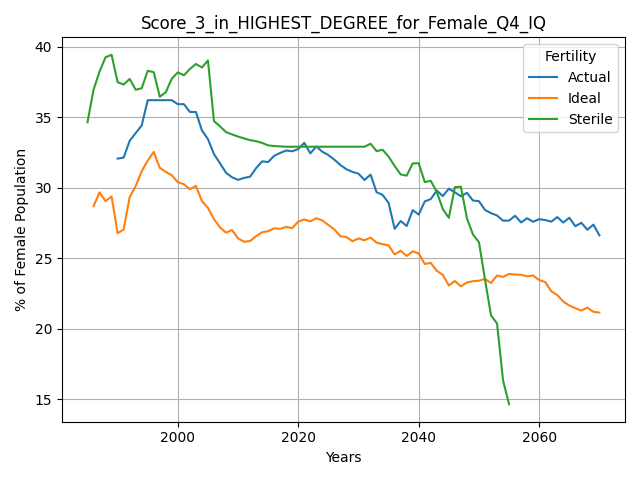 Score_3_in_HIGHEST_DEGREE_for_Female_Q4_IQ
Fertility
Actual
Ideal
Sterile
% of Female Population
40
35
30
25
20
15
2000
2020
2040
2060
Years